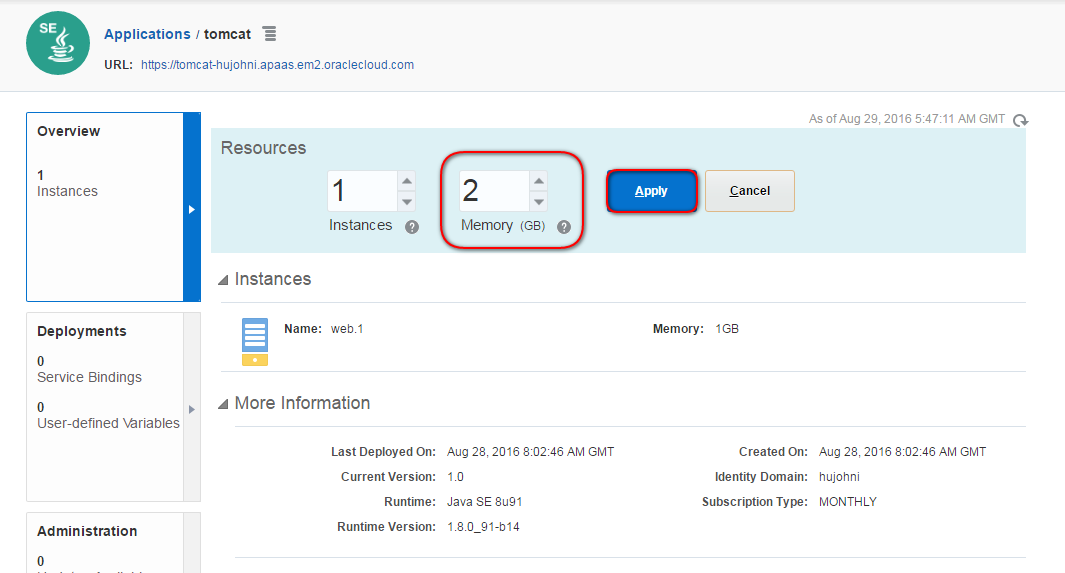 SE
Applications / tomcat
URL: https://tomcat-hujohni.apaas.em2.oraclecloud.com
As of Aug 29, 2016 5:47:11 AM GMT
Overview
1
Instances
Resources
1
Instances ?
2
Memory (GB) ?
Apply
Cancel
Instances
Name: web.1
Memory: 1GB
Deployments
0
Service Bindings
0
User-defined Variables
More Information
Last Deployed On: Aug 28, 2016 8:02:46 AM GMT
Current Version: 1.0
Runtime: Java SE 8u91
Runtime Version: 1.8.0_91-b14
Created On: Aug 28, 2016 8:02:46 AM GMT
Identity Domain: hujohni
Subscription Type: MONTHLY
Administration
0